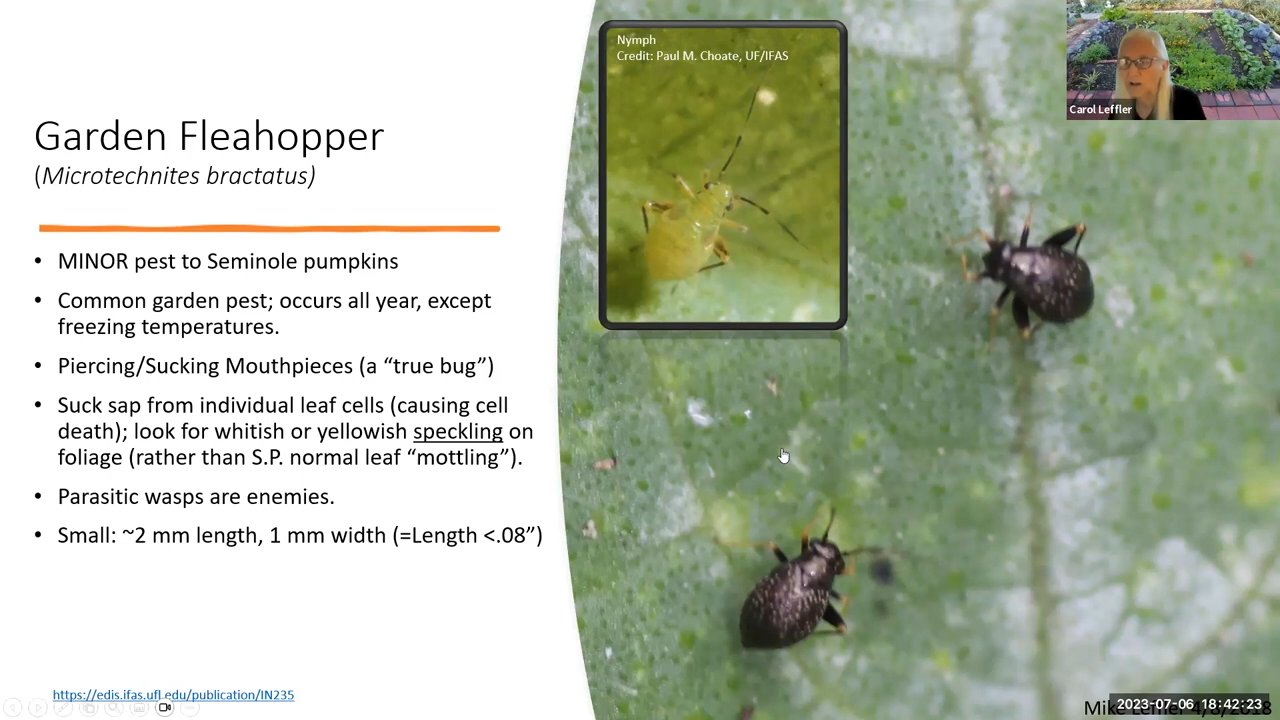 Garden Fleahopper
(Microtechnites bractatus)
• MINOR pest to Seminole pumpkins
• Common garden pest; occurs all year, except
freezing temperatures.
• Piercing/Sucking Mouthpieces (a “true bug”)
• Suck sap from individual leaf cells (causing cell
death); look for whitish or yellowish speckling on
foliage (rather than S.P. normal leaf “mottling”).
• Parasitic wasps are enemies.
• Small: ~2 mm length, 1 mm width (=Length <.08”)
https://edis.ifas.ufl.edu/publication/IN235
Nymph
Credit: Paul M. Choate, UF/IFAS
Carol Leffler
Mike
2023-07-06 18:42:23